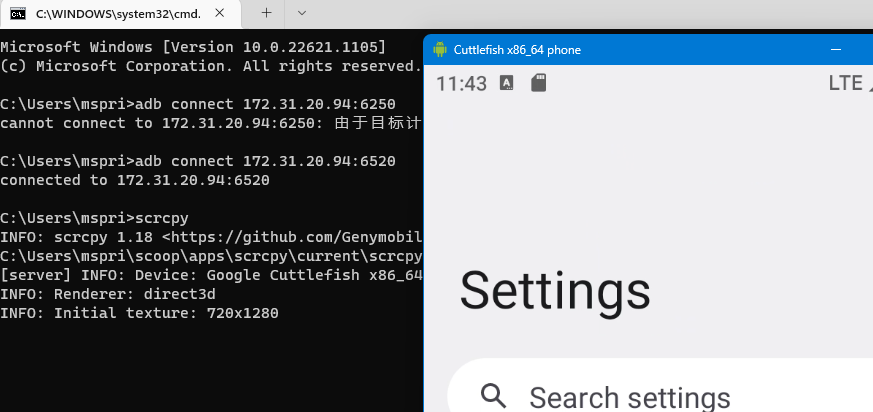 C:\WINDOWS\system32\cmd.
Microsoft Windows [Version 10.0.22621.1105]
(c) Microsoft Corporation. All rights reserved.
C:\Users\mspri>adb connect 172.31.20.94:6250
cannot connect to 172.31.20.94:6250: 由于目标计
C:\Users\mspri>adb connect 172.31.20.94:6520
connected to 172.31.20.94:6520
C:\Users\mspri>scrcpy
INFO: scrcpy 1.18 <https://github.com/Genymobil
C:\Users\mspri\scoop\apps\scrcpy\current\scrcpy
[server] INFO: Device: Google Cuttlefish x86_64
INFO: Renderer: direct3d
INFO: Initial texture: 720x1280
Cuttlefish x86_64 phone
11:43 A LTE
Settings
Search settings